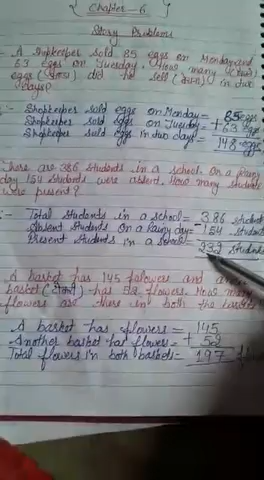 Chapter-6
Story Problems
A Shopkeeper sold 85 eggs on Monday and
63 eggs on Tuesday. How many
eggs did he sell in two
days?
:- Shopkeeper sold eggs on Monday = 85 eggs
Shopkeeper sold eggs on Tuesday = + 63 eggs
Shopkeeper sold eggs in two days = 148 eggs
There are 386 students in a school. On a rainy
day 154 students were absent. How many students
were present?
:- Total students in a school = 386 students
Absent students on a rainy day = - 154 students
Present students in a school = 232 students
A basket has 145 folowers and
basket has 52 flowers. How many
flowers are there in both the
A basket has flowers = 145
Another basket has flower = + 52
Total flowers in both baskets = 197